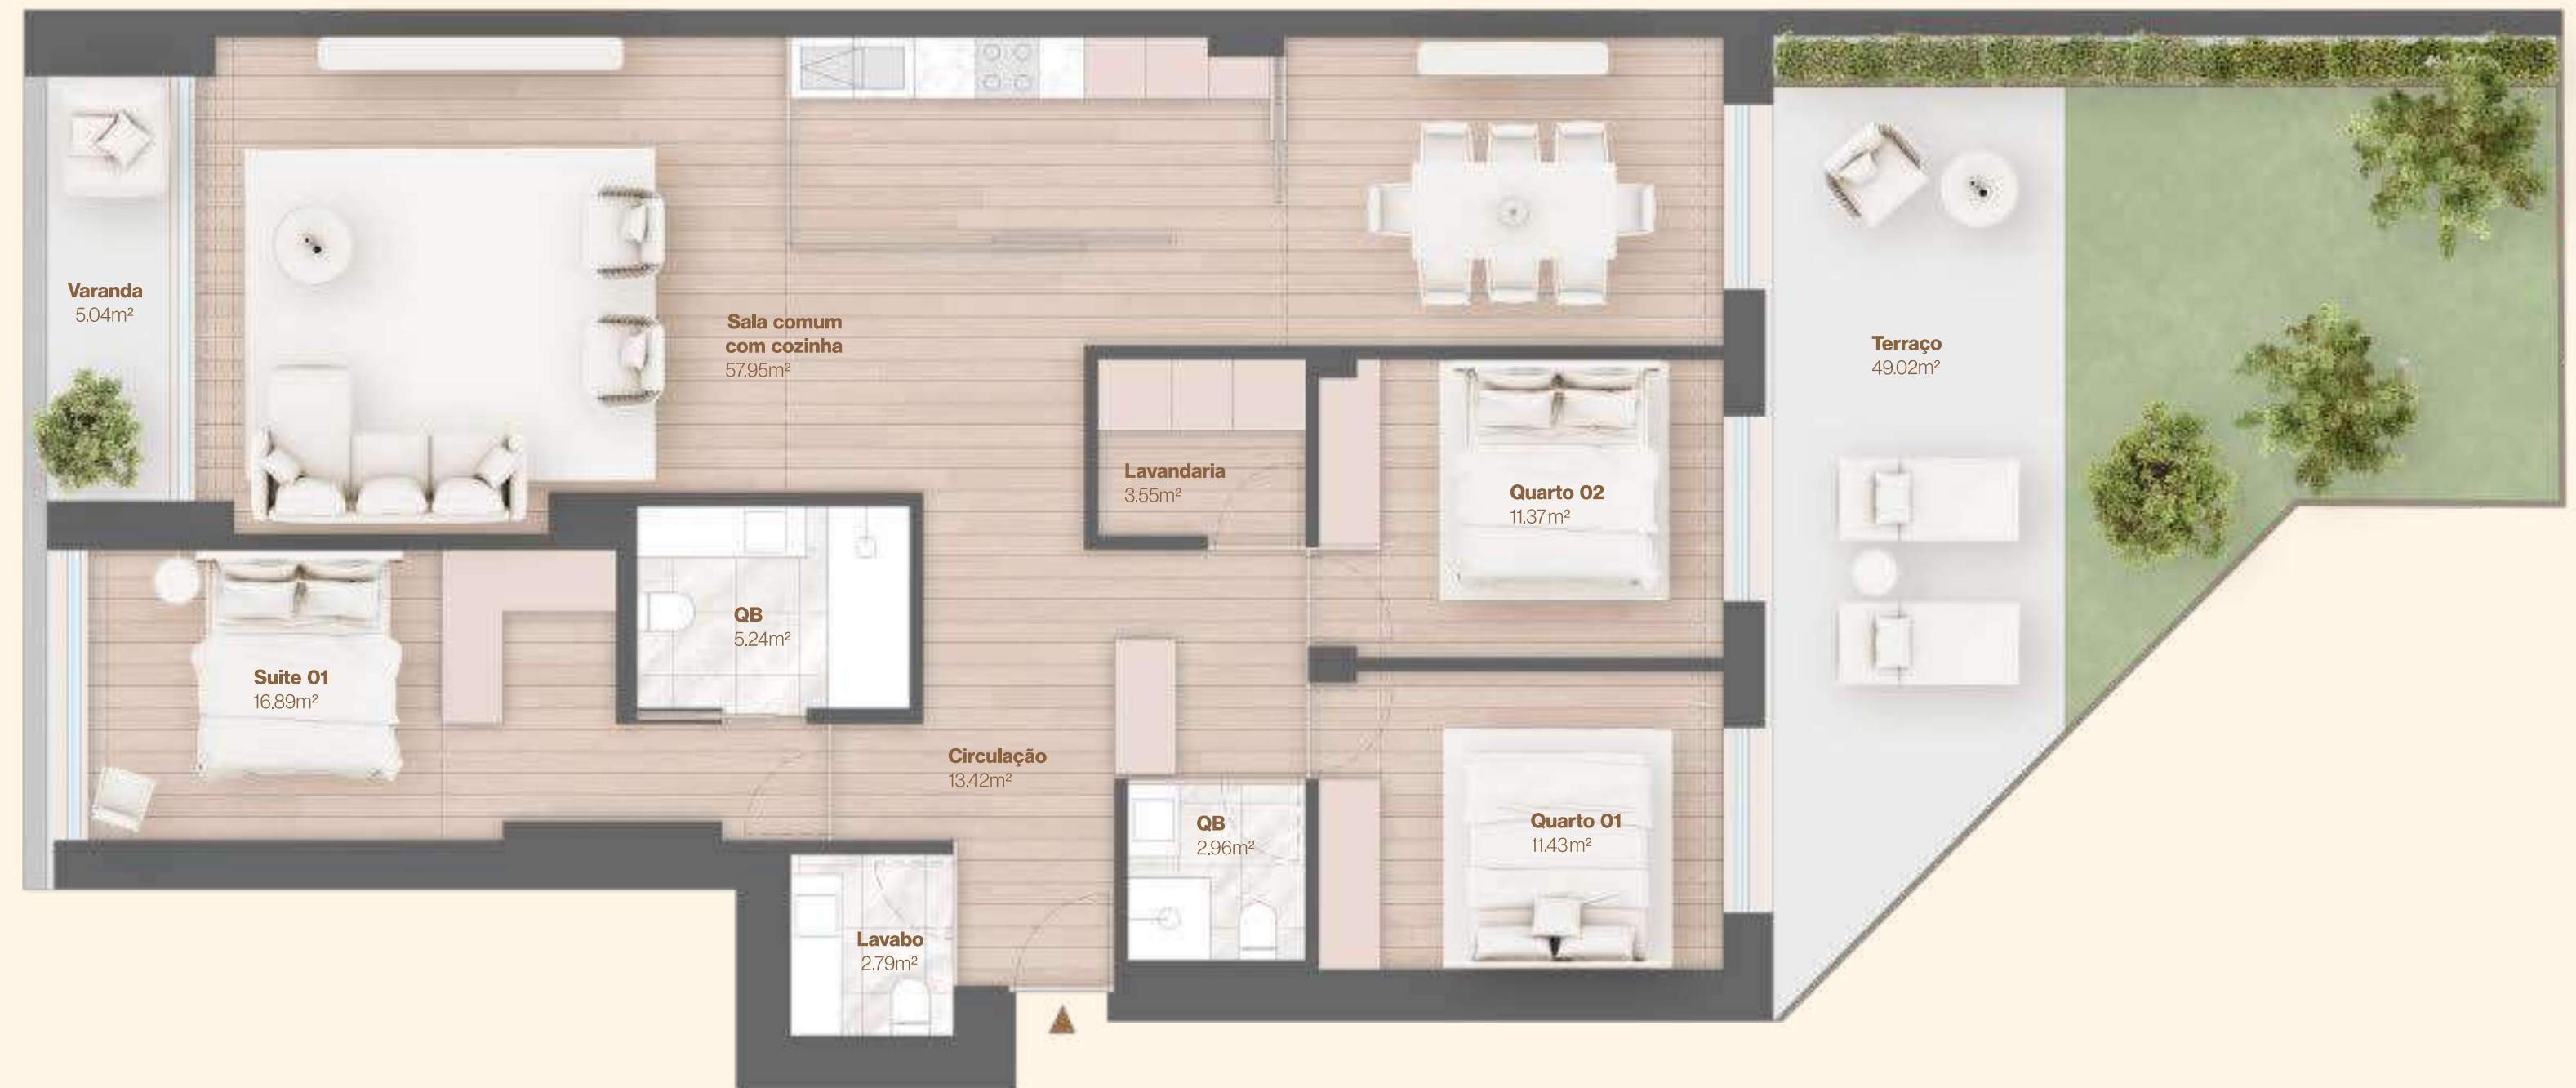 Varanda
5.04m²
Sala comum
com cozinha
57.95m²
Terraço
49.02m²
Lavandaria
3.55m²
Quarto 02
11.37m²
QB
5.24m²
Suite 01
16.89m²
Circulação
13.42m²
QB
2.96m²
Quarto 01
11.43m²
Lavabo
2.79m²